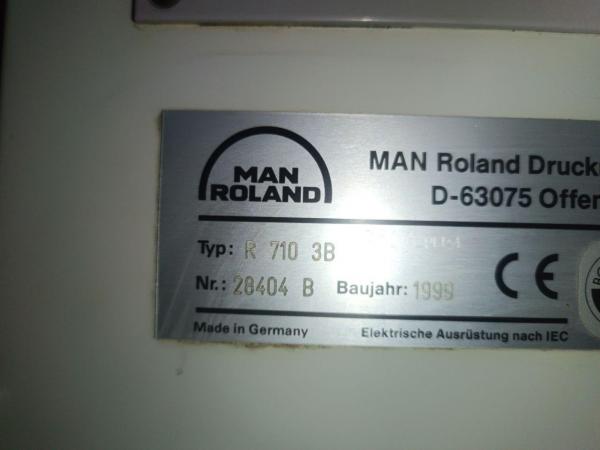 MAN
ROLAND
MAN Roland Druck
D-63075 Offen
Typ: R 710 3B
Nr.: 28404 B Baujahr: 1999
CE
Made in Germany Elektrische Ausrüstung nach IEC